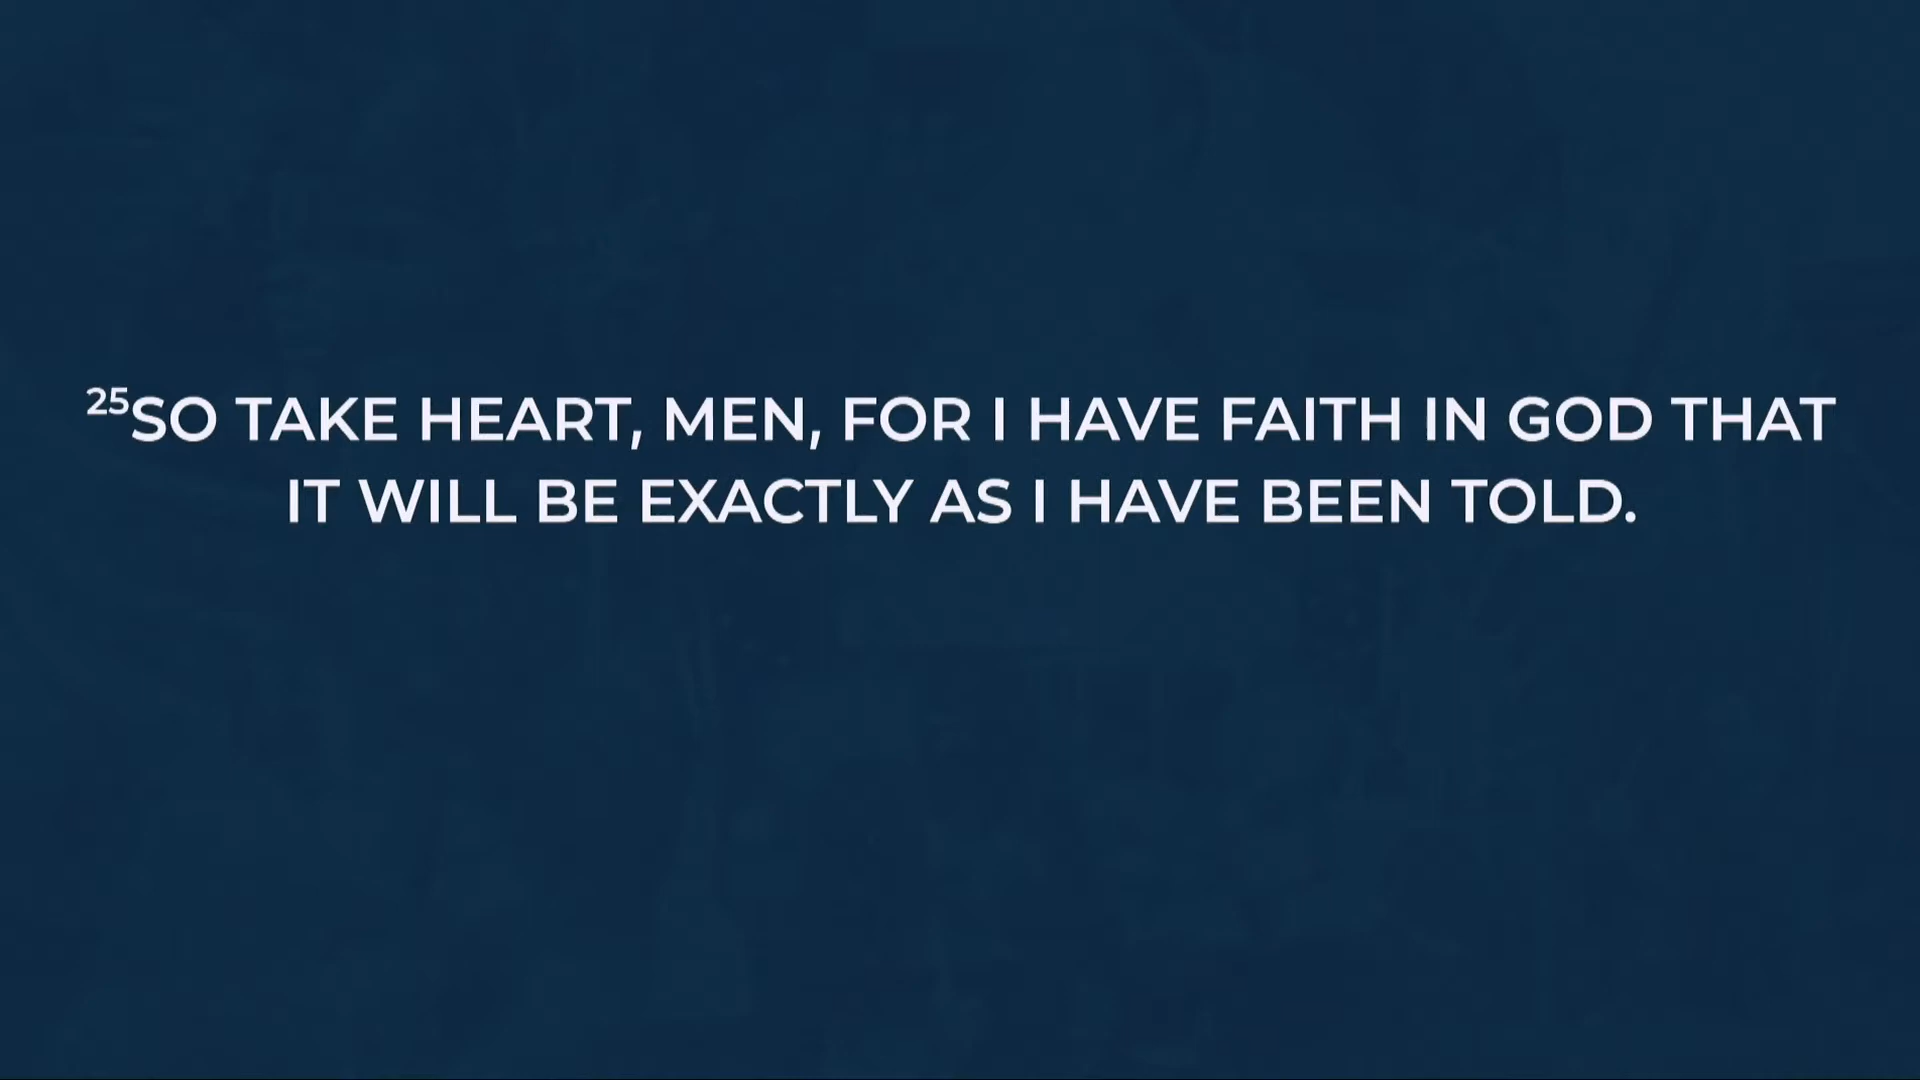 25SO TAKE HEART, MEN, FOR I HAVE FAITH IN GOD THAT
IT WILL BE EXACTLY AS I HAVE BEEN TOLD.